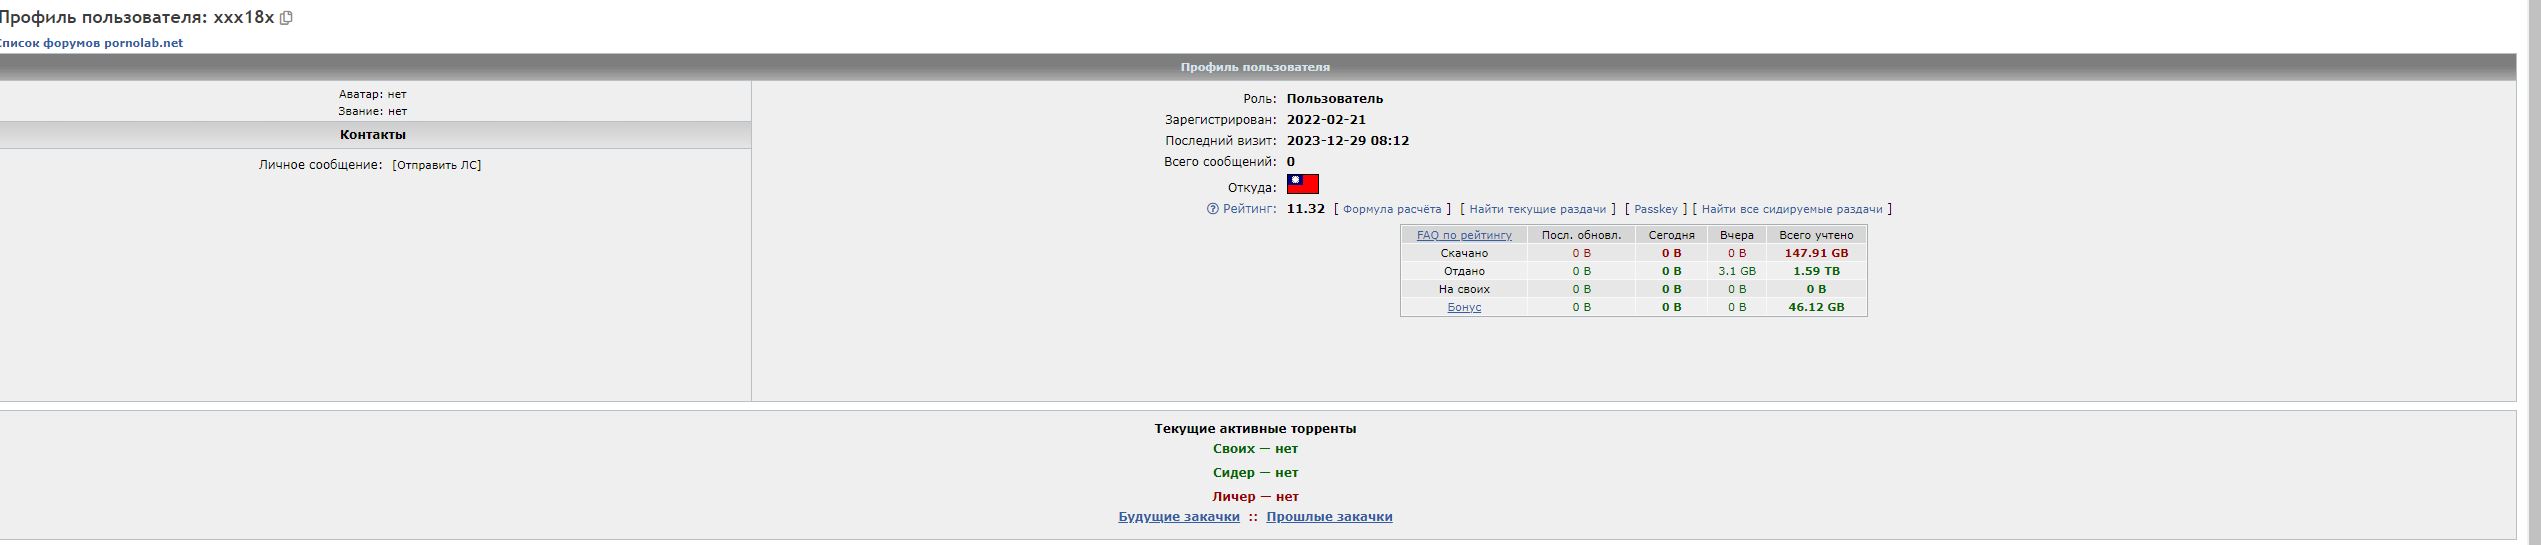 Профиль пользователя: xxx18x
Список форумов pornolab.net
Профиль пользователя
Аватар: нет
Звание: нет
Контакты
Личное сообщение: [Отправить ЛС]
Роль: Пользователь
Зарегистрирован: 2022-02-21
Последний визит: 2023-12-29 08:12
Всего сообщений: 0
Откуда:
Рейтинг: 11.32 [ Формула расчёта ] [ Найти текущие раздачи ] [ Passkey ] [ Найти все сидируемые раздачи ]
FAQ по рейтингу Посл. обновл. Сегодня Вчера Всего учтено
Скачано 0 B 0 B 0 B 147.91 GB
Отдано 0 B 0 B 3.1 GB 1.59 TB
На своих 0 B 0 B 0 B 0 B
Бонус 0 B 0 B 0 B 46.12 GB
Текущие активные торренты
Своих — нет
Сидер — нет
Личер — нет
Будущие закачки :: Прошлые закачки